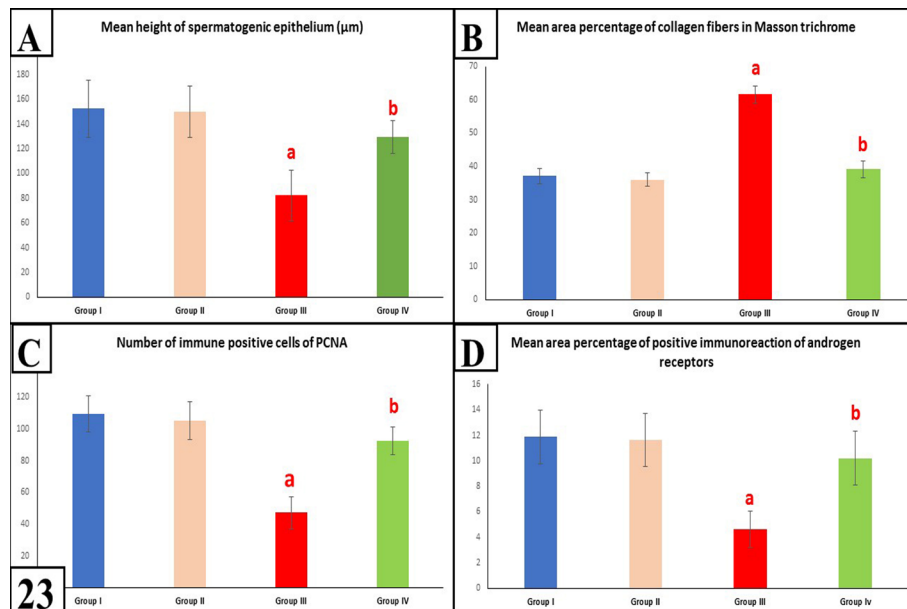 A
Mean height of spermatogenic epithelium (μm)
180
160
140
120
100
80
60
40
20
0
a
b
Group I
Group II
Group III
Group IV
B
Mean area percentage of collagen fibers in Masson trichrome
70
60
50
40
30
20
10
0
a
b
Group I
Group II
Group III
Group IV
C
Number of immune positive cells of PCNA
120
100
80
60
40
20
a
b
Group I
Group II
Group III
Group IV
23
D
Mean area percentage of positive immunoreaction of androgen
receptors
16
14
12
10
8
6
4
2
0
a
b
Group I
Group II
Group III
Group Iv